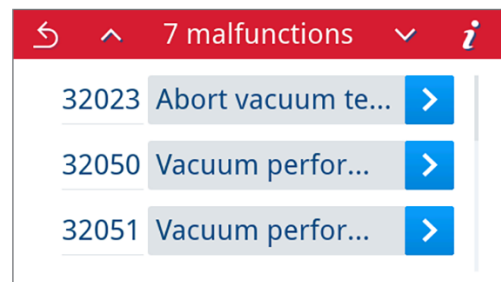 7 malfunctions i
32023 Abort vacuum te...
32050 Vacuum perfor...
32051 Vacuum perfor...